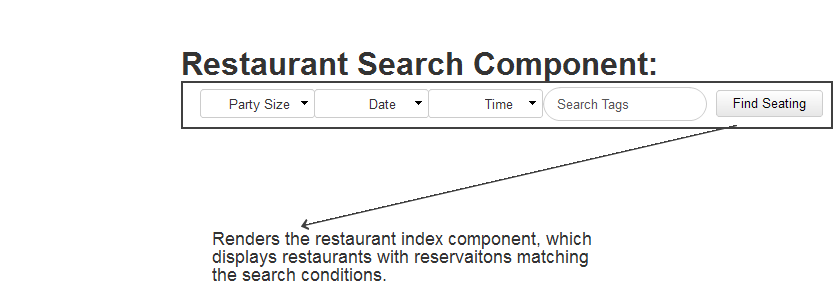 Restaurant Search Component:
Party Size Date Time Search Tags Find Seating
Renders the restaurant index component, which
displays restaurants with reservaitons matching
the search conditions.